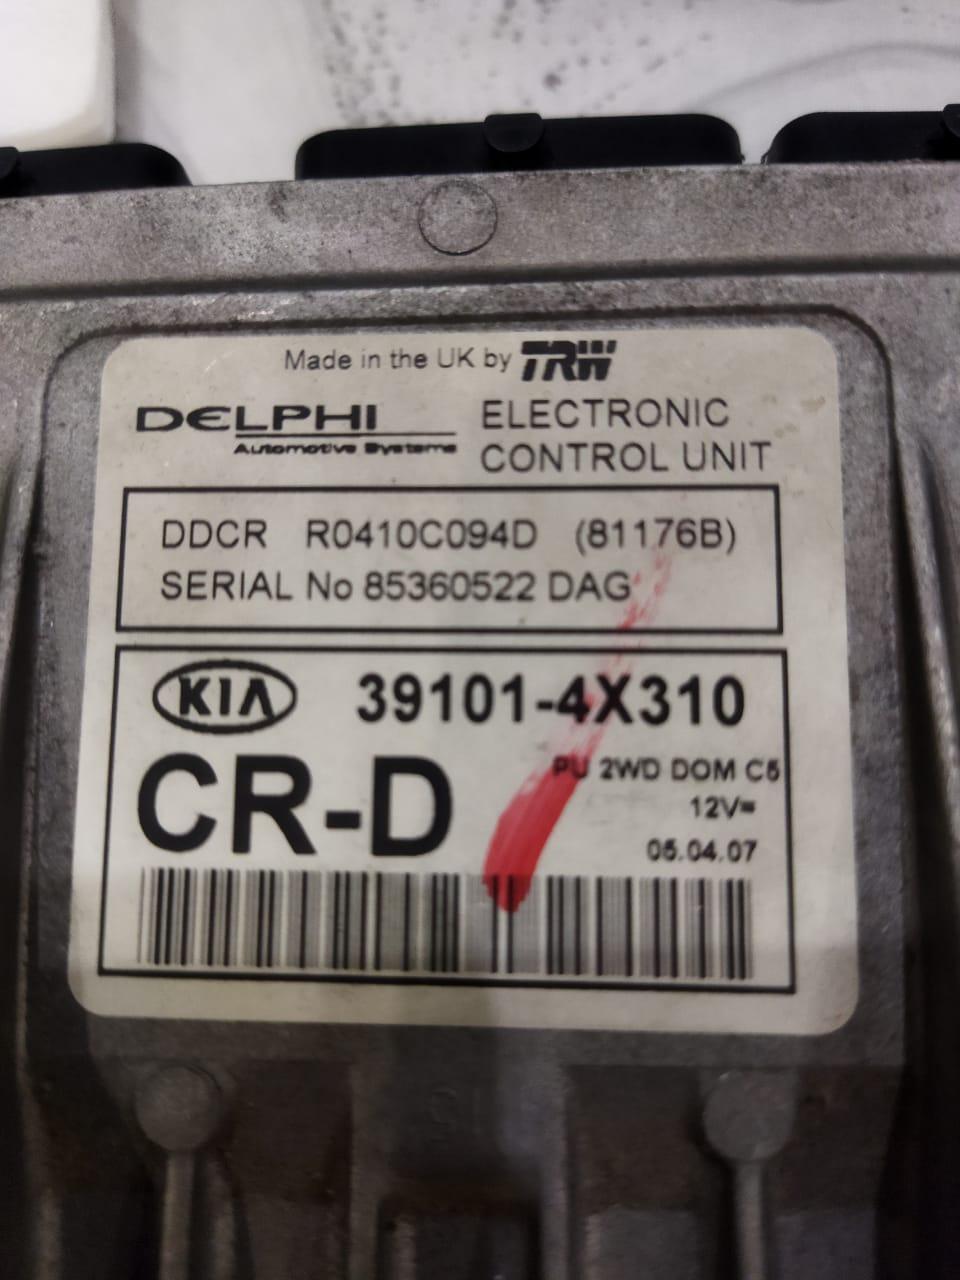 Made in the UK by TRW
DELPHI
Automotive Systems
ELECTRONIC
CONTROL UNIT
DDCR R0410C094D (81176B)
SERIAL No 85360522 DAG
KIA 39101-4X310
CR-D
PU 2WD DOM C5
12V=
05.04.07